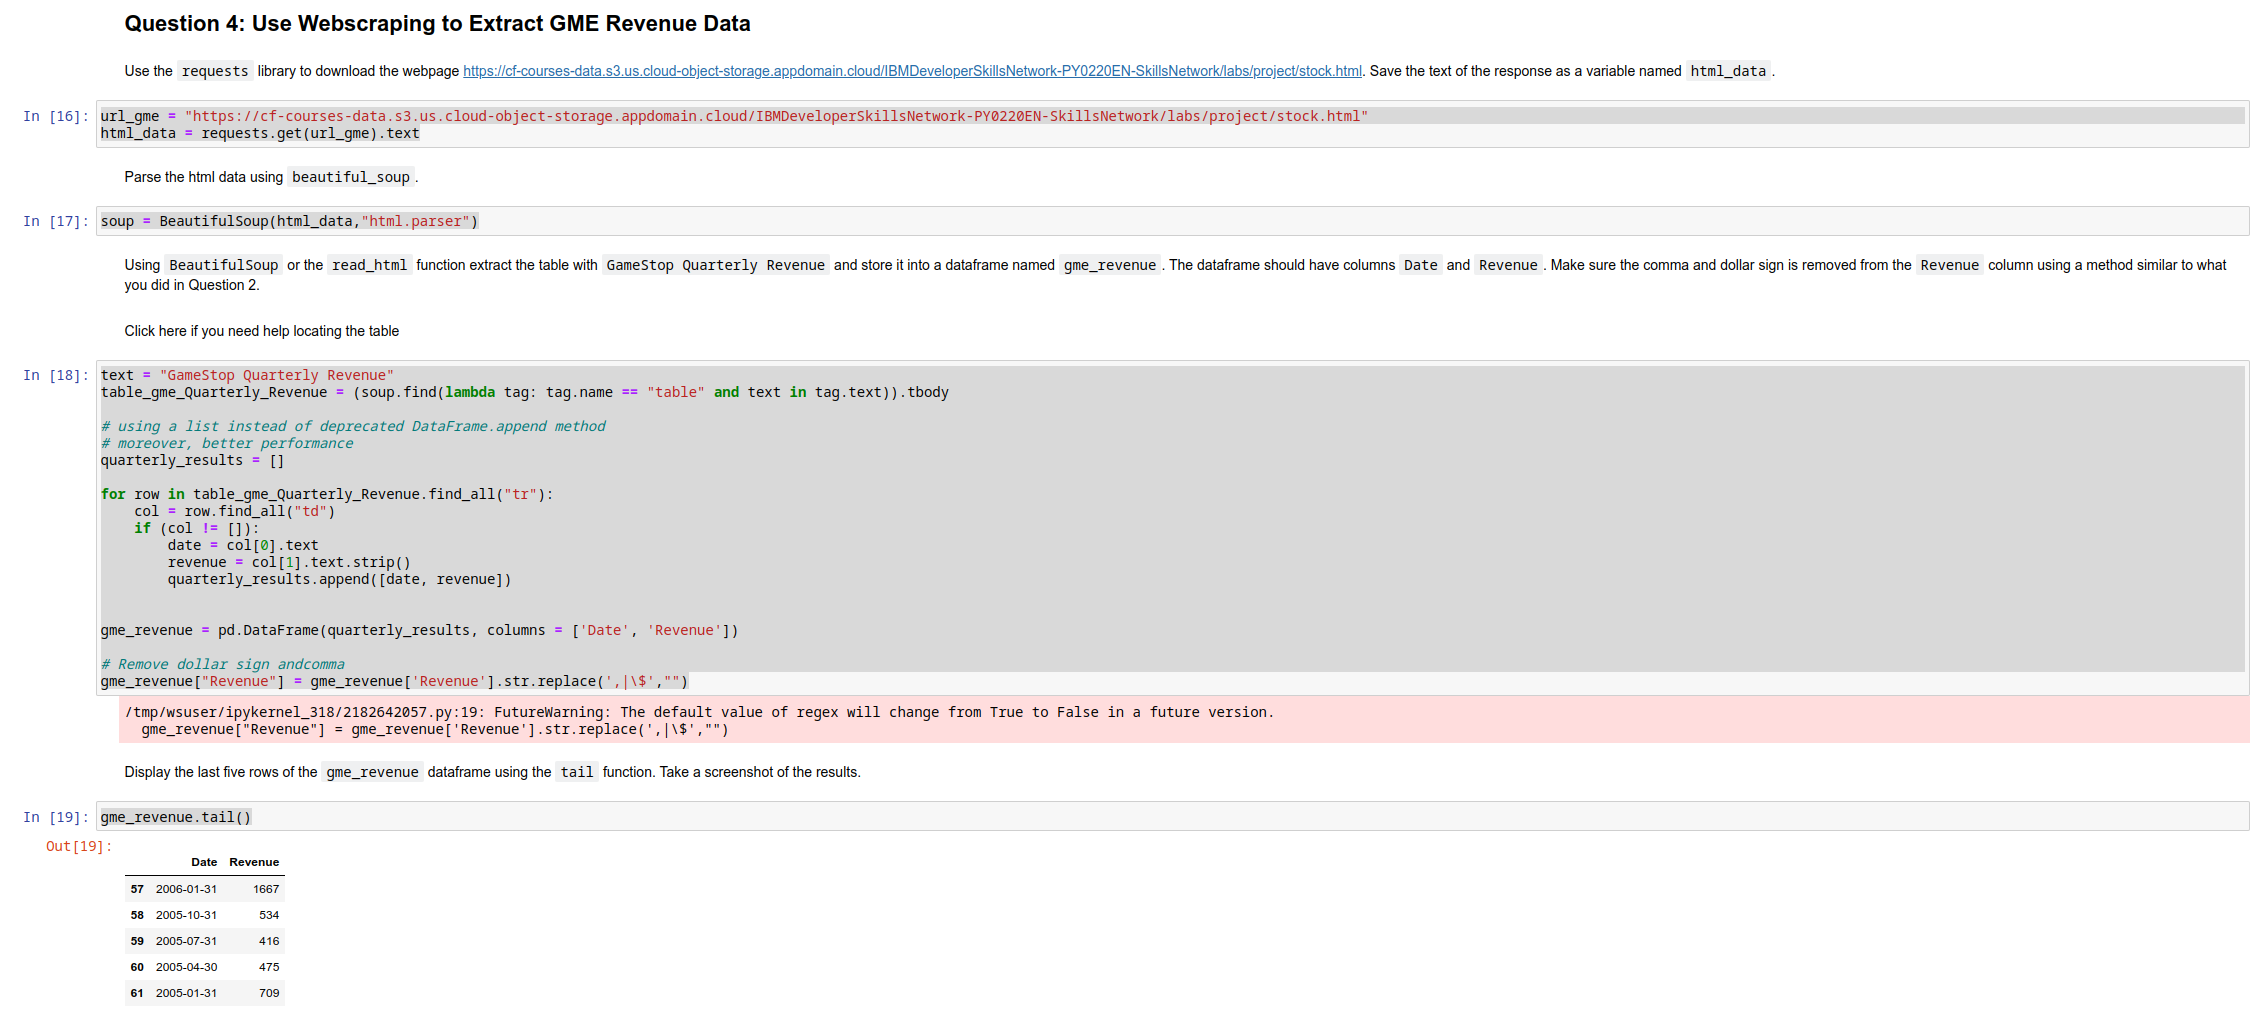 Question 4: Use Webscraping to Extract GME Revenue Data
Use the requests library to download the webpage https://cf-courses-data.s3.us.cloud-object-storage.appdomain.cloud/IBMDeveloperSkillsNetwork-PY0220EN-SkillsNetwork/labs/project/stock.html. Save the text of the response as a variable named html_data .
In [16]: url_gme = "https://cf-courses-data.s3.us.cloud-object-storage.appdomain.cloud/IBMDeveloperSkillsNetwork-PY0220EN-SkillsNetwork/labs/project/stock.html"
html_data = requests.get(url_gme).text
Parse the html data using beautiful_soup .
In [17]: soup = BeautifulSoup(html_data,"html.parser")
Using BeautifulSoup or the read_html function extract the table with GameStop Quarterly Revenue and store it into a dataframe named gme_revenue . The dataframe should have columns Date and Revenue . Make sure the comma and dollar sign is removed from the Revenue column using a method similar to what
you did in Question 2.
Click here if you need help locating the table
In [18]: text = "GameStop Quarterly Revenue"
table_gme_Quarterly_Revenue = (soup.find(lambda tag: tag.name == "table" and text in tag.text)).tbody
# using a list instead of deprecated DataFrame.append method
# moreover, better performance
quarterly_results = []
for row in table_gme_Quarterly_Revenue.find_all("tr"):
    col = row.find_all("td")
    if (col != []):
        date = col[0].text
        revenue = col[1].text.strip()
        quarterly_results.append([date, revenue])
gme_revenue = pd.DataFrame(quarterly_results, columns = ['Date', 'Revenue'])
# Remove dollar sign andcomma
gme_revenue["Revenue"] = gme_revenue['Revenue'].str.replace(',|\$',"")
/tmp/wsuser/ipykernel_318/2182642057.py:19: FutureWarning: The default value of regex will change from True to False in a future version.
  gme_revenue["Revenue"] = gme_revenue['Revenue'].str.replace(',|\$',"")
Display the last five rows of the gme_revenue dataframe using the tail function. Take a screenshot of the results.
In [19]: gme_revenue.tail()
Out[19]:
Date Revenue
57 2006-01-31 1667
58 2005-10-31 534
59 2005-07-31 416
60 2005-04-30 475
61 2005-01-31 709